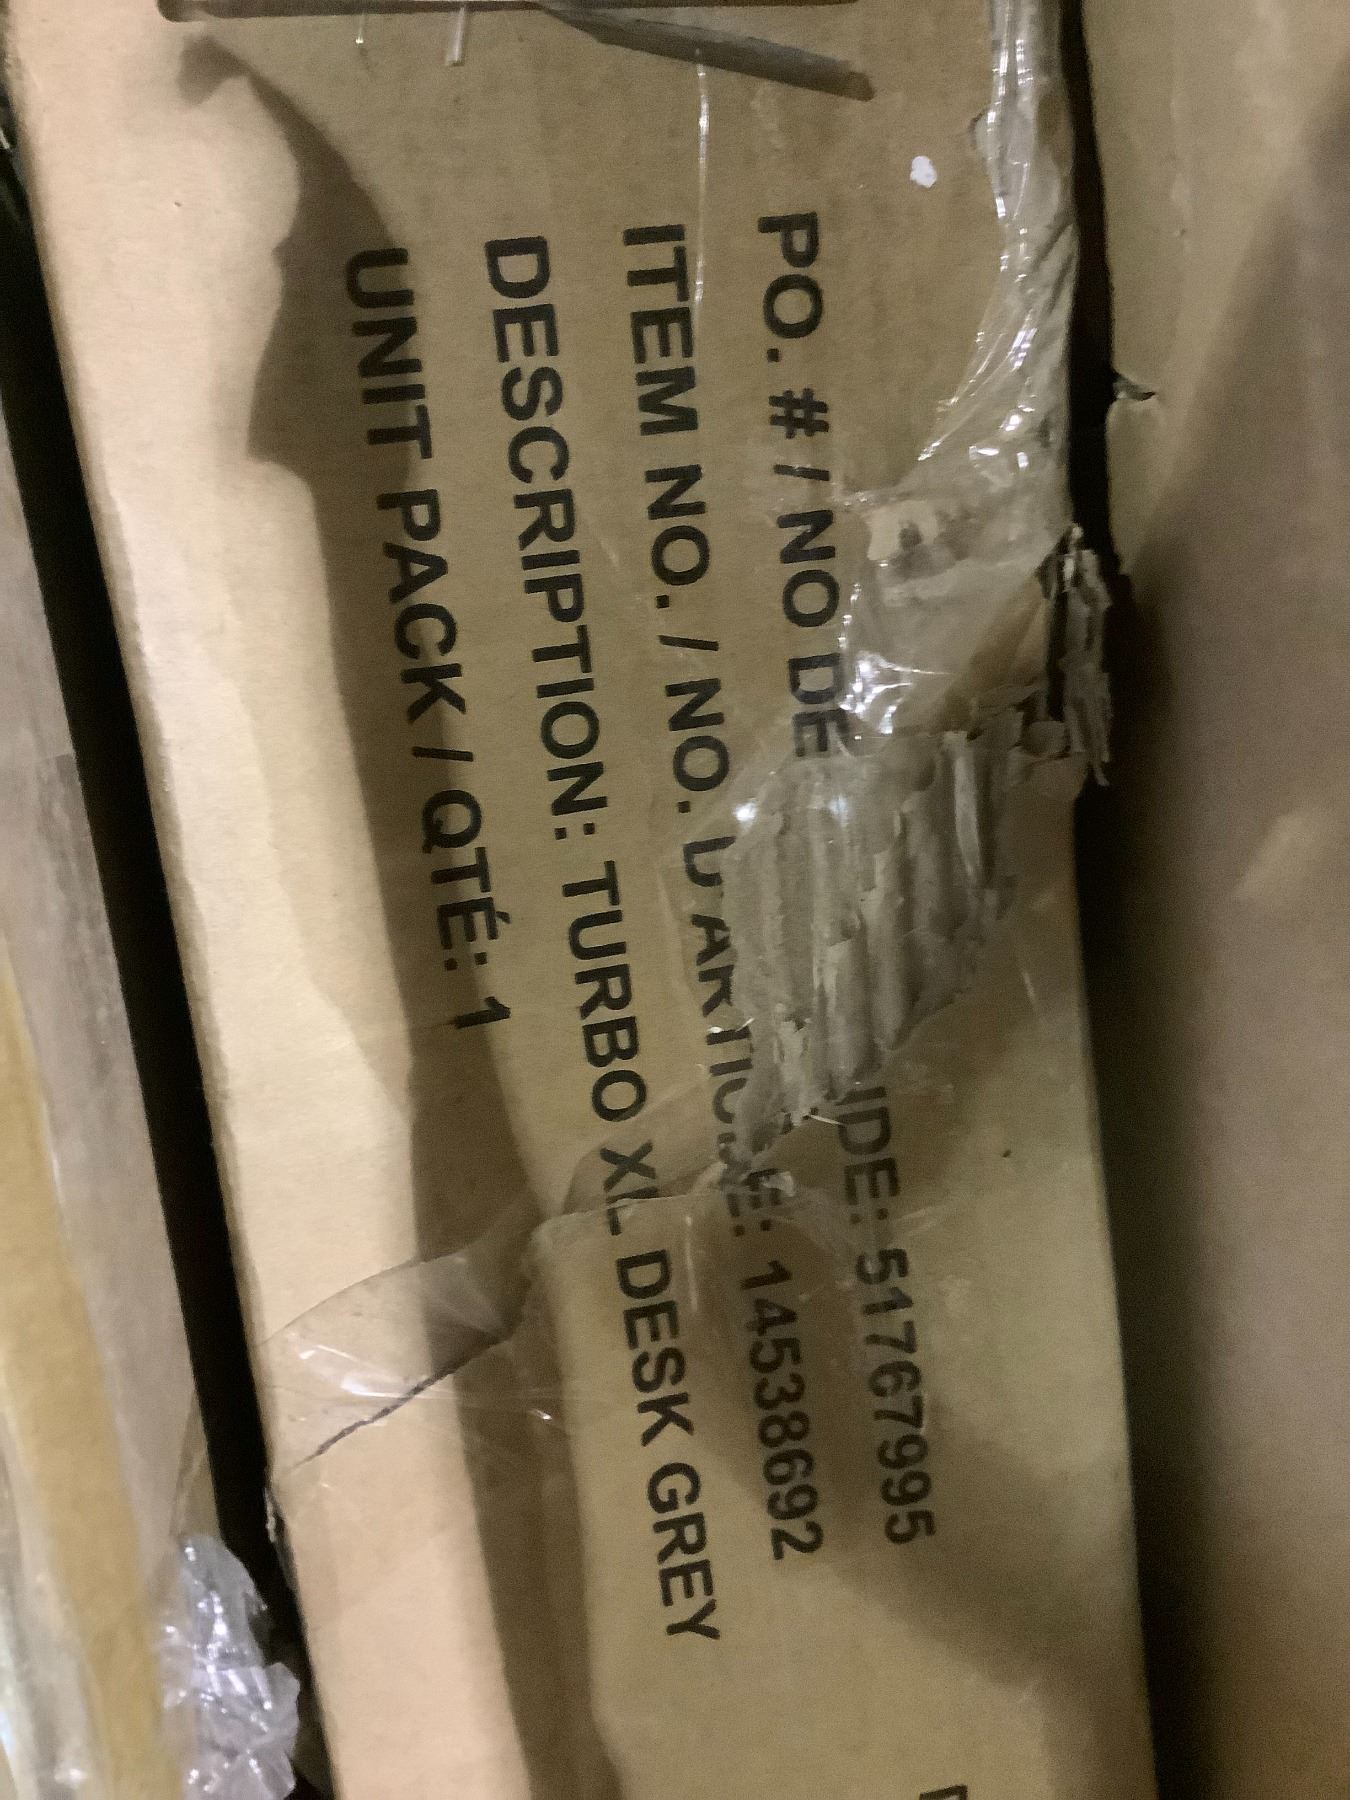 PO. # / NO DE IDE: 51767995
ITEM NO. / NO. D'ARTICLE: 14538692
DESCRIPTION: TURBO XL DESK GREY
UNIT PACK / QTÉ: 1